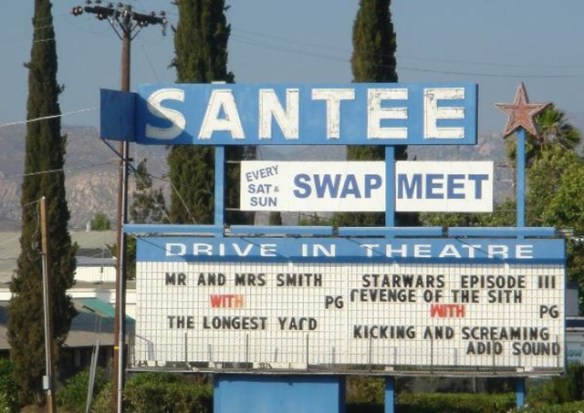 SANTEE
EVERY
SAT &
SUN
SWAP MEET
DRIVE IN THEATRE
MR AND MRS SMITH
WITH PG
THE LONGEST YARD
STARWARS EPISODE III
REVENGE OF THE SITH
WITH PG
KICKING AND SCREAMING
ADIO SOUND